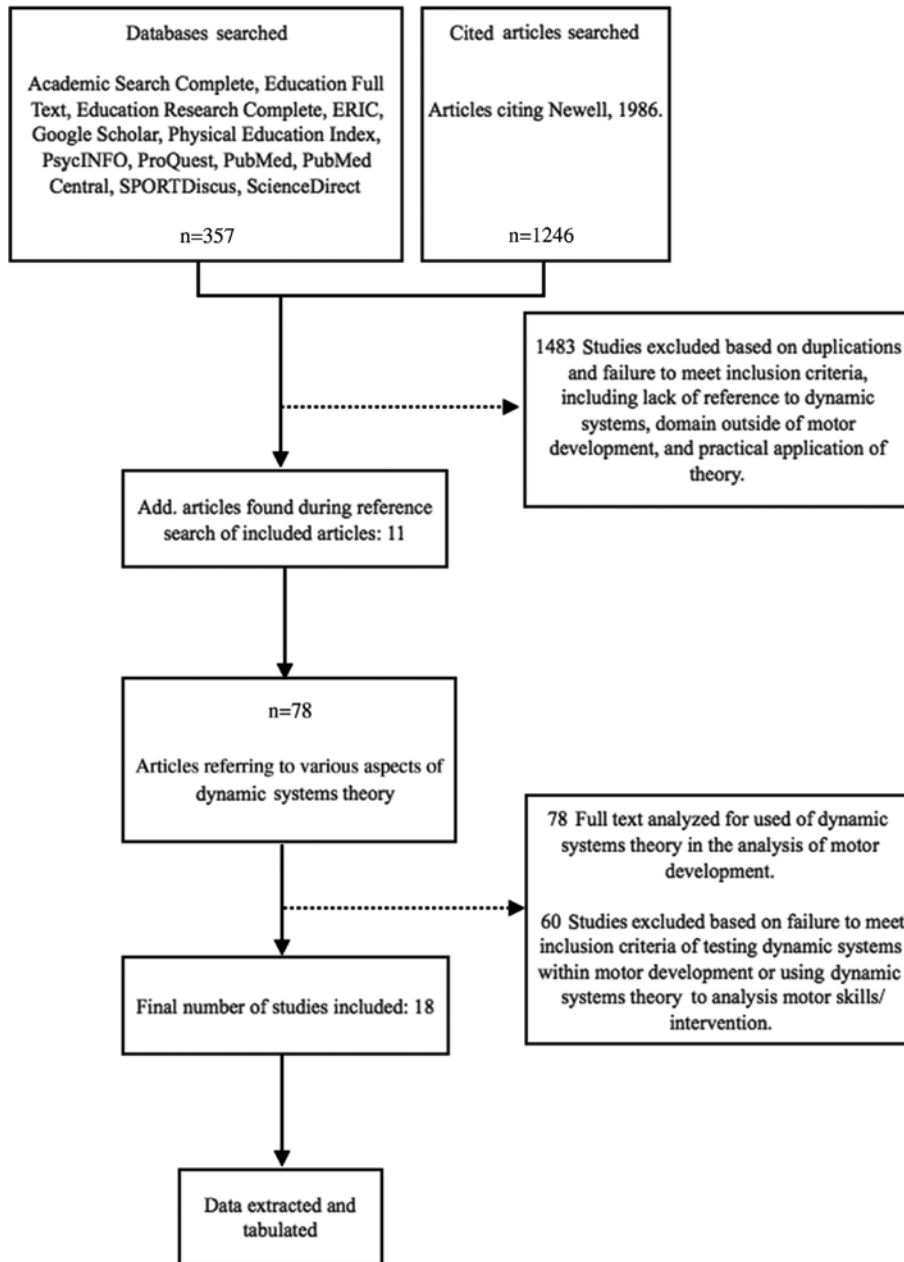 Databases searched
Academic Search Complete, Education Full
Text, Education Research Complete, ERIC,
Google Scholar, Physical Education Index,
PsycINFO, ProQuest, PubMed, PubMed
Central, SPORTDiscus, ScienceDirect
n=357
Cited articles searched
Articles citing Newell, 1986.
n=1246
1483 Studies excluded based on duplications
and failure to meet inclusion criteria,
including lack of reference to dynamic
systems, domain outside of motor
development, and practical application of
theory.
Add. articles found during reference
search of included articles: 11
n=78
Articles referring to various aspects of
dynamic systems theory
78 Full text analyzed for used of dynamic
systems theory in the analysis of motor
development.
60 Studies excluded based on failure to meet
inclusion criteria of testing dynamic systems
within motor development or using dynamic
systems theory to analysis motor skills/
intervention.
Final number of studies included: 18
Data extracted and
tabulated